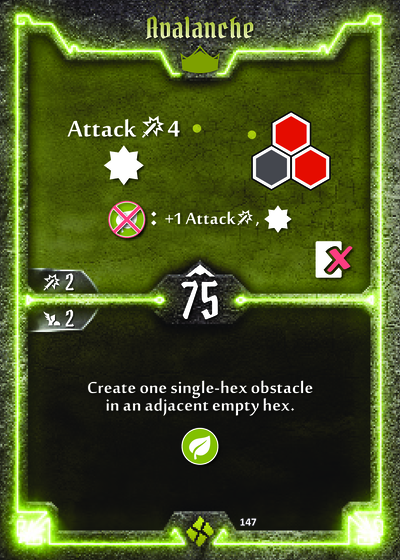 Avalanche
Attack 4
: +1 Attack ,
2
75
2
Create one single-hex obstacle
in an adjacent empty hex.
147